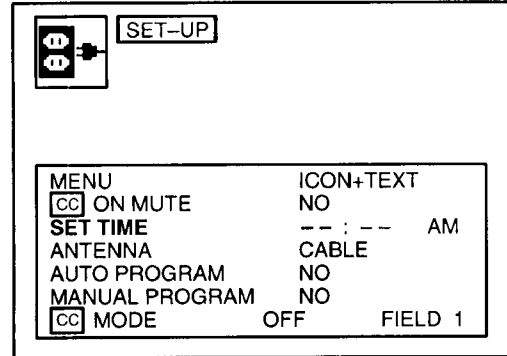 SET–UP
MENU ICON+TEXT
CC ON MUTE NO
SET TIME – – : – – AM
ANTENNA CABLE
AUTO PROGRAM NO
MANUAL PROGRAM NO
CC MODE OFF FIELD 1